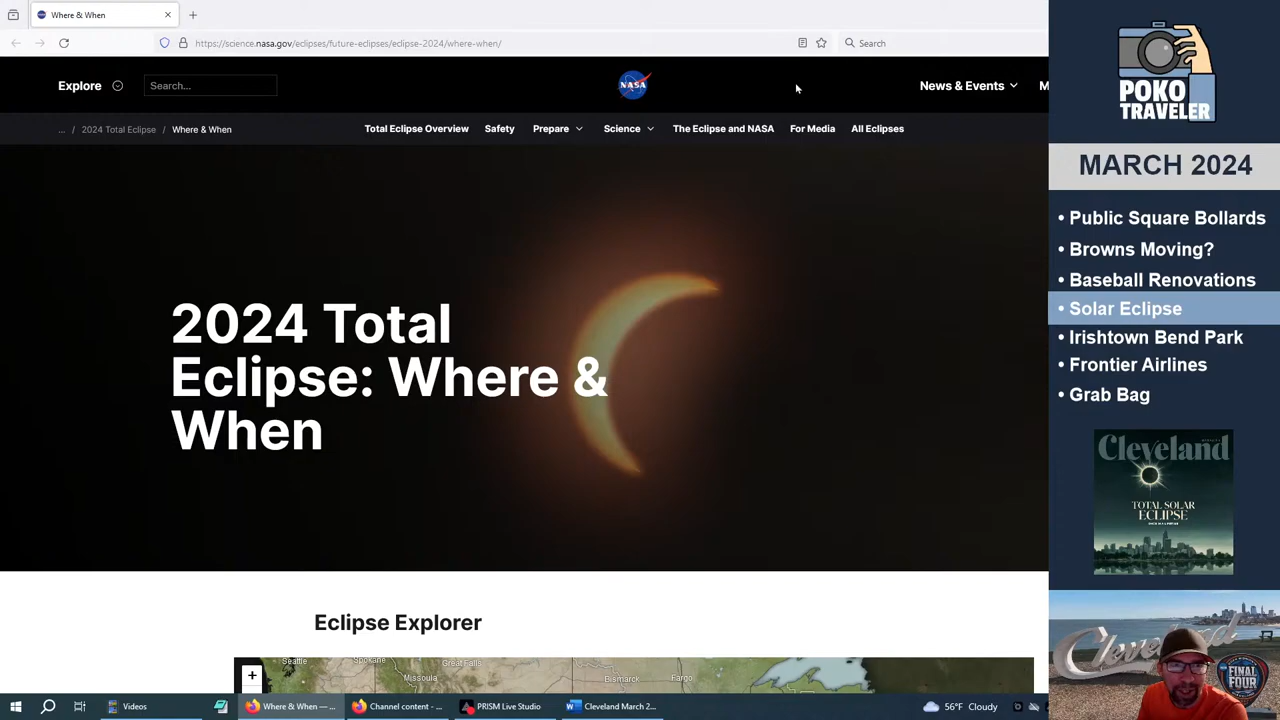 Where & When
https://science.nasa.gov/eclipses/future-eclipses/eclipse-2024/where-when/
Search
Explore
Search...
NASA
News & Events
M
... / 2024 Total Eclipse / Where & When
Total Eclipse Overview Safety Prepare Science The Eclipse and NASA For Media All Eclipses
2024 Total
Eclipse: Where &
When
Eclipse Explorer
Seattle Spokane Great Falls
Missoula Bismarck Fargo
POKO
TRAVELER
MARCH 2024
• Public Square Bollards
• Browns Moving?
• Baseball Renovations
• Solar Eclipse
• Irishtown Bend Park
• Frontier Airlines
• Grab Bag
Cleveland
TOTAL SOLAR
ECLIPSE
Cleveland
FINAL
FOUR
Videos
Where & When — ...
Channel content - ...
PRISM Live Studio
Cleveland March 2...
56°F Cloudy